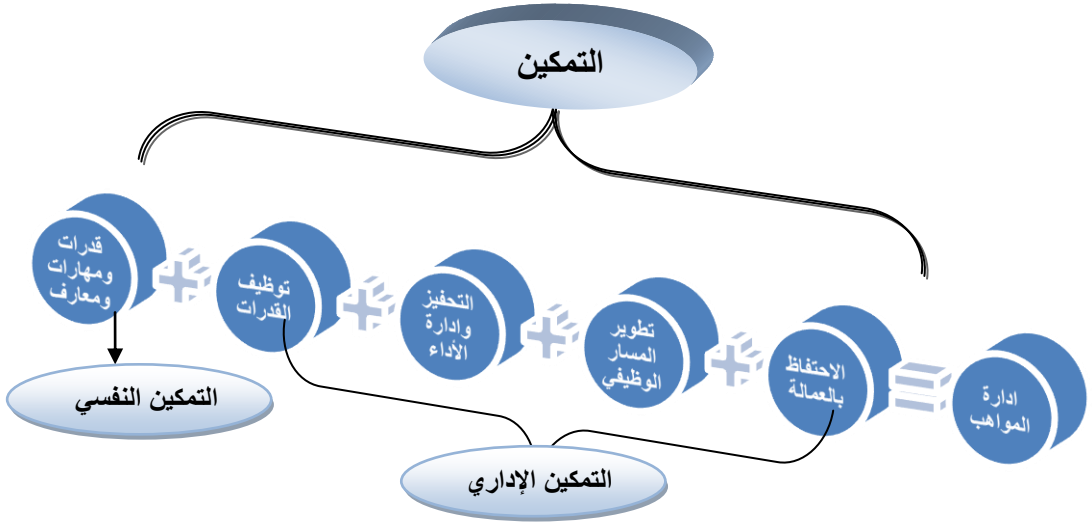 التمكين
قدرات
ومهارات
ومعارف
توظيف
القدرات
التحفيز
وادارة
الأداء
تطوير
المسار
الوظيفي
الاحتفاظ
بالعمالة
ادارة
المواهب
التمكين النفسي
التمكين الإداري